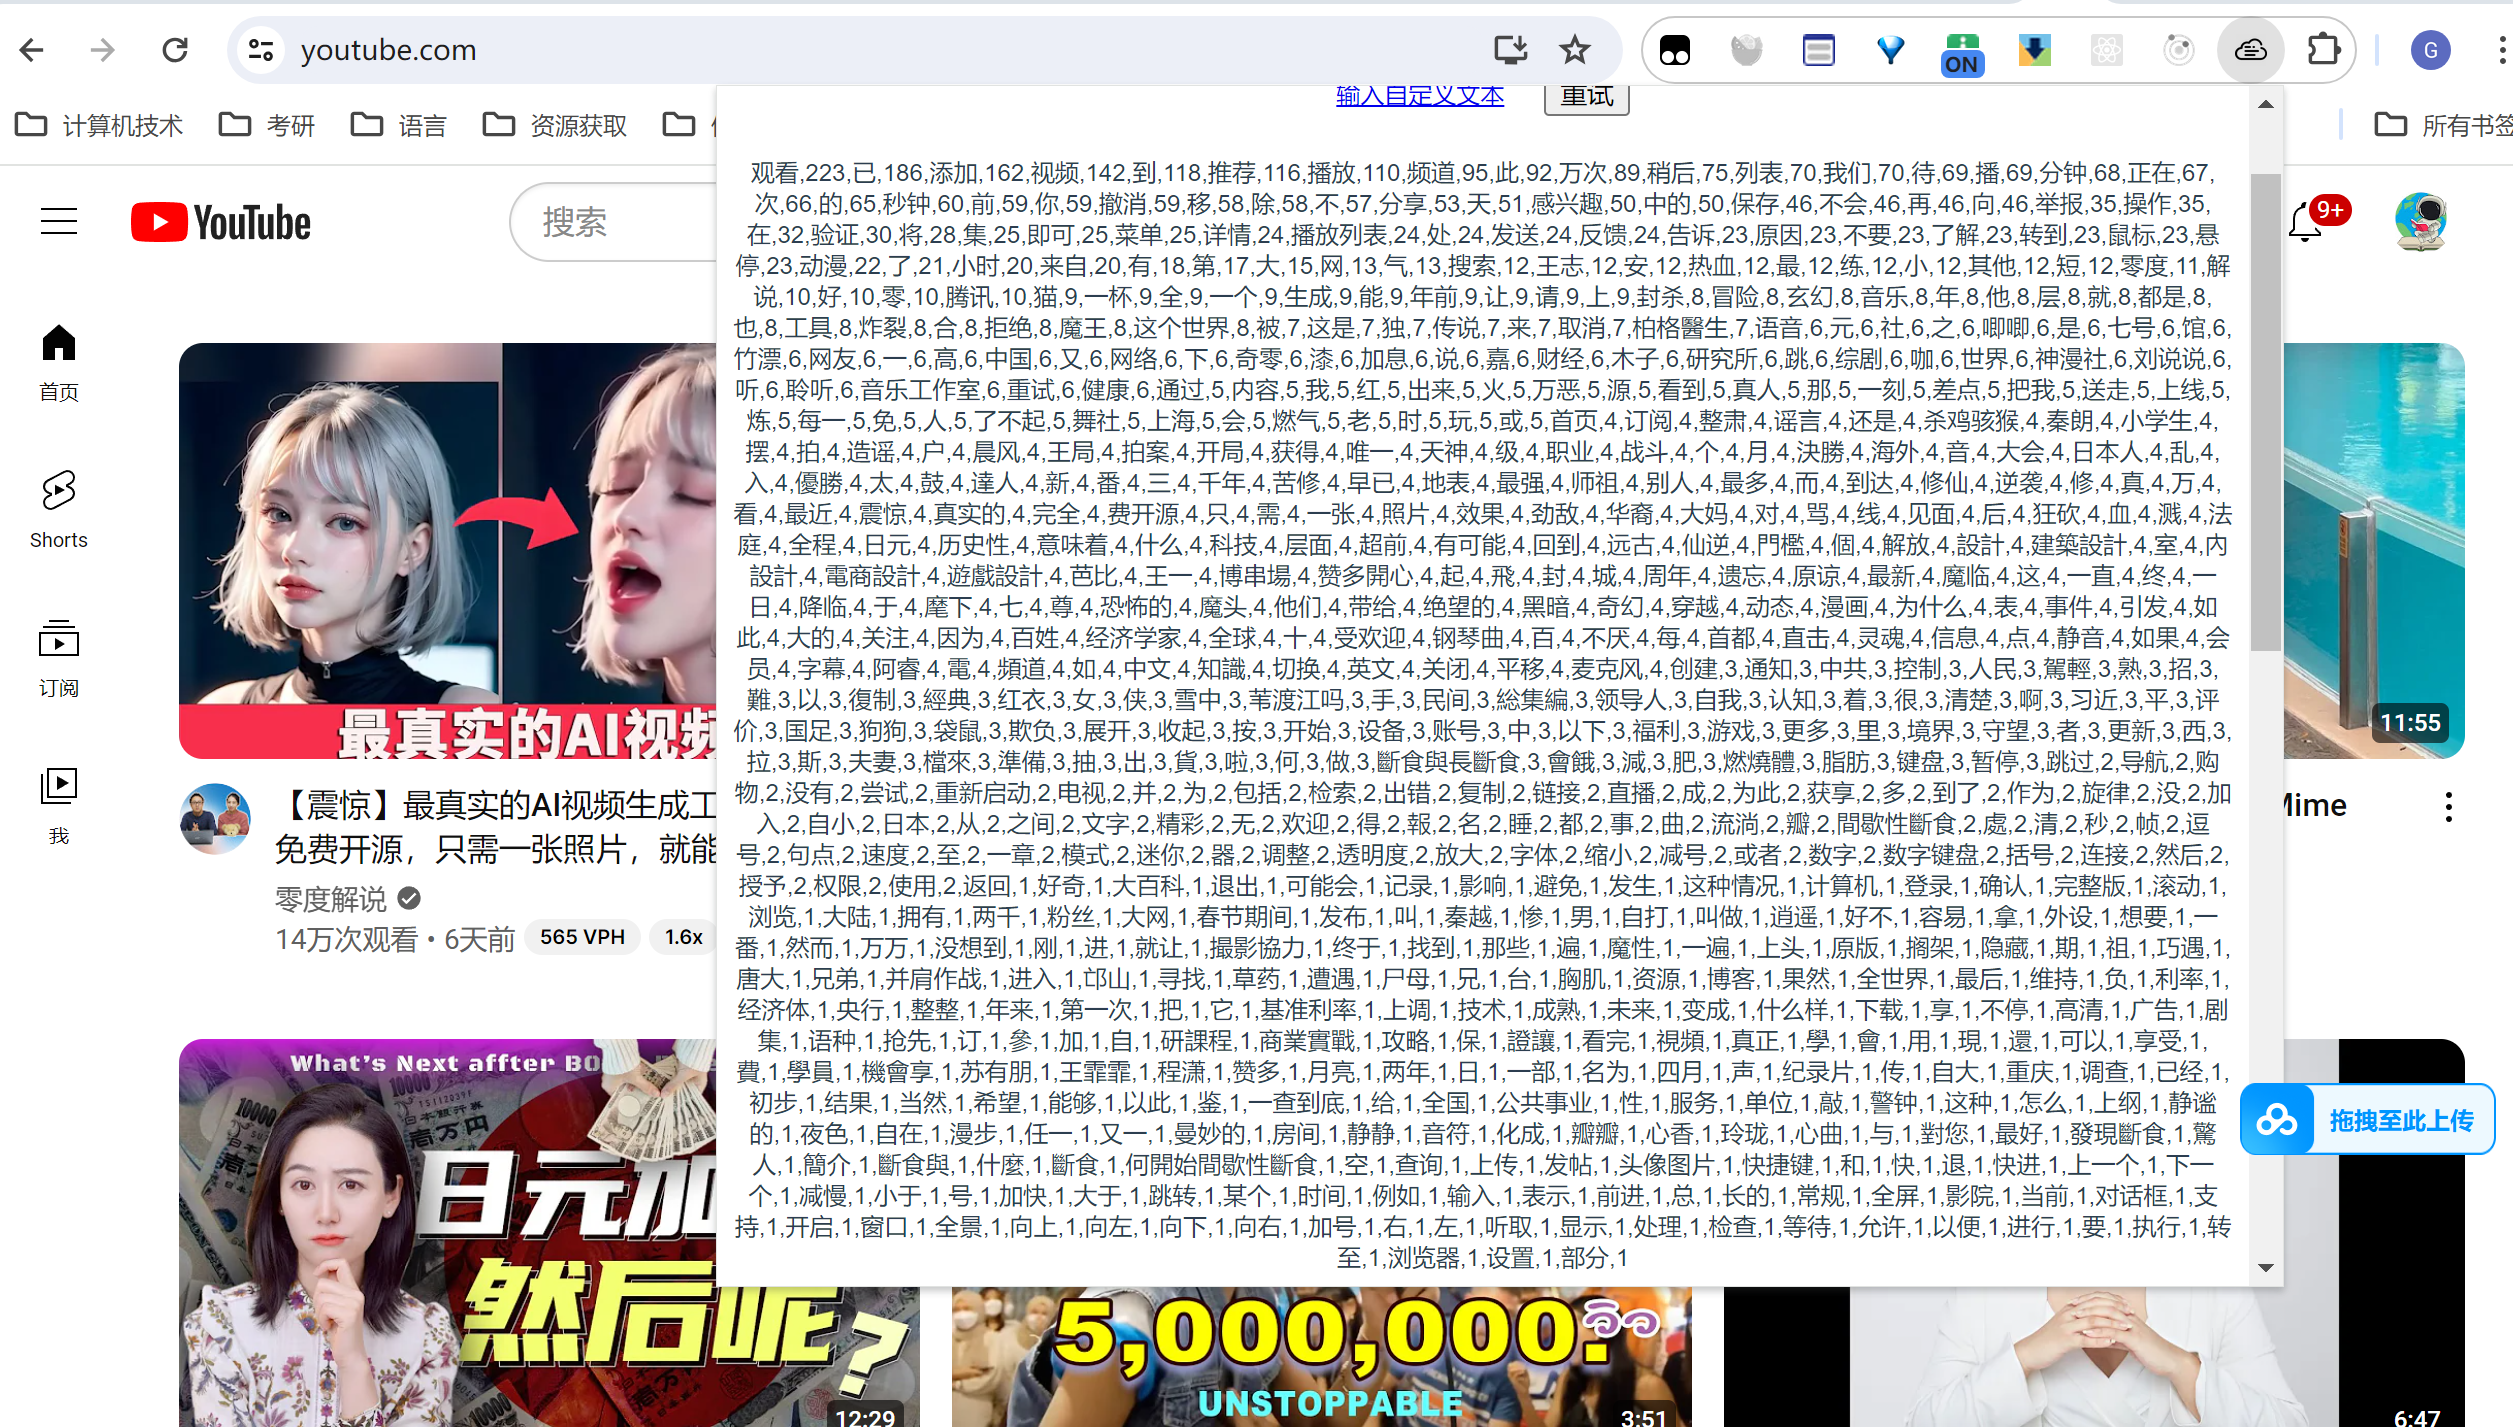 youtube.com
ON
G
计算机技术
考研
语言
资源获取
所有书签
输入自定义文本
重试
YouTube
搜索
9+
首页
Shorts
订阅
我
观看,223,已,186,添加,162,视频,142,到,118,推荐,116,播放,110,频道,95,此,92,万次,89,稍后,75,列表,70,我们,70,待,69,播,69,分钟,68,正在,67,
次,66,的,65,秒钟,60,前,59,你,59,撤消,59,移,58,除,58,不,57,分享,53,天,51,感兴趣,50,中的,50,保存,46,不会,46,再,46,向,46,举报,35,操作,35,
在,32,验证,30,将,28,集,25,即可,25,菜单,25,详情,24,播放列表,24,处,24,发送,24,反馈,24,告诉,23,原因,23,不要,23,了解,23,转到,23,鼠标,23,悬
停,23,动漫,22,了,21,小时,20,来自,20,有,18,第,17,大,15,网,13,气,13,搜索,12,王志,12,安,12,热血,12,最,12,练,12,小,12,其他,12,短,12,零度,11,解
说,10,好,10,零,10,腾讯,10,猫,9,一杯,9,全,9,一个,9,生成,9,能,9,年前,9,让,9,请,9,上,9,封杀,8,冒险,8,玄幻,8,音乐,8,年,8,他,8,层,8,就,8,都是,8,
也,8,工具,8,炸裂,8,合,8,拒绝,8,魔王,8,这个世界,8,被,7,这是,7,独,7,传说,7,来,7,取消,7,柏格醫生,7,语音,6,元,6,社,6,之,6,唧唧,6,是,6,七号,6,馆,6,
竹漂,6,网友,6,一,6,高,6,中国,6,又,6,网络,6,下,6,奇零,6,漆,6,加息,6,说,6,嘉,6,财经,6,木子,6,研究所,6,跳,6,综剧,6,咖,6,世界,6,神漫社,6,刘说说,6,
听,6,聆听,6,音乐工作室,6,重试,6,健康,6,通过,5,内容,5,我,5,红,5,出来,5,火,5,万恶,5,源,5,看到,5,真人,5,那,5,一刻,5,差点,5,把我,5,送走,5,上线,5,
炼,5,每一,5,免,5,人,5,了不起,5,舞社,5,上海,5,会,5,燃气,5,老,5,时,5,玩,5,或,5,首页,4,订阅,4,整肃,4,谣言,4,还是,4,杀鸡骇猴,4,秦朗,4,小学生,4,
摆,4,拍,4,造谣,4,户,4,晨风,4,王局,4,拍案,4,开局,4,获得,4,唯一,4,天神,4,级,4,职业,4,战斗,4,个,4,月,4,決勝,4,海外,4,音,4,大会,4,日本人,4,乱,4,
入,4,優勝,4,太,4,鼓,4,達人,4,新,4,番,4,三,4,千年,4,苦修,4,早已,4,地表,4,最强,4,师祖,4,别人,4,最多,4,而,4,到达,4,修仙,4,逆袭,4,修,4,真,4,万,4,
看,4,最近,4,震惊,4,真实的,4,完全,4,费开源,4,只,4,需,4,一张,4,照片,4,效果,4,劲敌,4,华裔,4,大妈,4,对,4,骂,4,线,4,见面,4,后,4,狂砍,4,血,4,溅,4,法
庭,4,全程,4,日元,4,历史性,4,意味着,4,什么,4,科技,4,层面,4,超前,4,有可能,4,回到,4,远古,4,仙逆,4,門檻,4,個,4,解放,4,設計,4,建築設計,4,室,4,內
設計,4,電商設計,4,遊戲設計,4,芭比,4,王一,4,博串場,4,赞多開心,4,起,4,飛,4,封,4,城,4,周年,4,遗忘,4,原谅,4,最新,4,魔临,4,这,4,一直,4,终,4,一
日,4,降临,4,于,4,麾下,4,七,4,尊,4,恐怖的,4,魔头,4,他们,4,带给,4,绝望的,4,黑暗,4,奇幻,4,穿越,4,动态,4,漫画,4,为什么,4,表,4,事件,4,引发,4,如
此,4,大的,4,关注,4,因为,4,百姓,4,经济学家,4,全球,4,十,4,受欢迎,4,钢琴曲,4,百,4,不厌,4,每,4,首都,4,直击,4,灵魂,4,信息,4,点,4,静音,4,如果,4,会
员,4,字幕,4,阿睿,4,電,4,頻道,4,如,4,中文,4,知識,4,切换,4,英文,4,关闭,4,平移,4,麦克风,4,创建,3,通知,3,中共,3,控制,3,人民,3,駕輕,3,熟,3,招,3,
難,3,以,3,復制,3,經典,3,红衣,3,女,3,侠,3,雪中,3,苇渡江吗,3,手,3,民间,3,総集編,3,领导人,3,自我,3,认知,3,着,3,很,3,清楚,3,啊,3,习近,3,平,3,评
价,3,国足,3,狗狗,3,袋鼠,3,欺负,3,展开,3,收起,3,按,3,开始,3,设备,3,账号,3,中,3,以下,3,福利,3,游戏,3,更多,3,里,3,境界,3,守望,3,者,3,更新,3,西,3,
拉,3,斯,3,夫妻,3,檔來,3,準備,3,抽,3,出,3,貨,3,啦,3,何,3,做,3,斷食與長斷食,3,會餓,3,減,3,肥,3,燃燒體,3,脂肪,3,键盘,3,暂停,3,跳过,2,导航,2,购
物,2,没有,2,尝试,2,重新启动,2,电视,2,并,2,为,2,包括,2,检索,2,出错,2,复制,2,链接,2,直播,2,成,2,为此,2,获享,2,多,2,到了,2,作为,2,旋律,2,没,2,加
入,2,自小,2,日本,2,从,2,之间,2,文字,2,精彩,2,无,2,欢迎,2,得,2,報,2,名,2,睡,2,都,2,事,2,曲,2,流淌,2,瓣,2,間歇性斷食,2,處,2,清,2,秒,2,帧,2,逗
号,2,句点,2,速度,2,至,2,一章,2,模式,2,迷你,2,器,2,调整,2,透明度,2,放大,2,字体,2,缩小,2,减号,2,或者,2,数字,2,数字键盘,2,括号,2,连接,2,然后,2,
授予,2,权限,2,使用,2,返回,1,好奇,1,大百科,1,退出,1,可能会,1,记录,1,影响,1,避免,1,发生,1,这种情况,1,计算机,1,登录,1,确认,1,完整版,1,滚动,1,
浏览,1,大陆,1,拥有,1,两千,1,粉丝,1,大网,1,春节期间,1,发布,1,叫,1,秦越,1,惨,1,男,1,自打,1,叫做,1,逍遥,1,好不,1,容易,1,拿,1,外设,1,想要,1,一
番,1,然而,1,万万,1,没想到,1,刚,1,进,1,就让,1,撮影協力,1,终于,1,找到,1,那些,1,遍,1,魔性,1,一遍,1,上头,1,原版,1,搁架,1,隐藏,1,期,1,祖,1,巧遇,1,
唐大,1,兄弟,1,并肩作战,1,进入,1,邙山,1,寻找,1,草药,1,遭遇,1,尸母,1,兄,1,台,1,胸肌,1,资源,1,博客,1,果然,1,全世界,1,最后,1,维持,1,负,1,利率,1,
经济体,1,央行,1,整整,1,年来,1,第一次,1,把,1,它,1,基准利率,1,上调,1,技术,1,成熟,1,未来,1,变成,1,什么样,1,下载,1,享,1,不停,1,高清,1,广告,1,剧
集,1,语种,1,抢先,1,订,1,參,1,加,1,自,1,研課程,1,商業實戰,1,攻略,1,保,1,證讓,1,看完,1,視頻,1,真正,1,學,1,會,1,用,1,現,1,還,1,可以,1,享受,1,
費,1,學員,1,機會享,1,苏有朋,1,王霏霏,1,程潇,1,赞多,1,月亮,1,两年,1,日,1,一部,1,名为,1,四月,1,声,1,纪录片,1,传,1,自大,1,重庆,1,调查,1,已经,1,
初步,1,结果,1,当然,1,希望,1,能够,1,以此,1,鉴,1,一查到底,1,给,1,全国,1,公共事业,1,性,1,服务,1,单位,1,敲,1,警钟,1,这种,1,怎么,1,上纲,1,静谧
的,1,夜色,1,自在,1,漫步,1,任一,1,又一,1,曼妙的,1,房间,1,静静,1,音符,1,化成,1,瓣瓣,1,心香,1,玲珑,1,心曲,1,与,1,對您,1,最好,1,發現斷食,1,驚
人,1,簡介,1,斷食與,1,什麼,1,斷食,1,何開始間歇性斷食,1,空,1,查询,1,上传,1,发帖,1,头像图片,1,快捷键,1,和,1,快,1,退,1,快进,1,上一个,1,下一
个,1,减慢,1,小于,1,号,1,加快,1,大于,1,跳转,1,某个,1,时间,1,例如,1,输入,1,表示,1,前进,1,总,1,长的,1,常规,1,全屏,1,影院,1,当前,1,对话框,1,支
持,1,开启,1,窗口,1,全景,1,向上,1,向左,1,向下,1,向右,1,加号,1,右,1,左,1,听取,1,显示,1,处理,1,检查,1,等待,1,允许,1,以便,1,进行,1,要,1,执行,1,转
至,1,浏览器,1,设置,1,部分,1
最真实的AI视频
11:55
【震惊】最真实的AI视频生成工
免费开源，只需一张照片，就能
零度解说
14万次观看 • 6天前
565 VPH
1.6x
Mime
What's Next affter BO
日元加
然后呢?
12:29
5,000,000.วิว
UNSTOPPABLE
3:51
6:47
拖拽至此上传